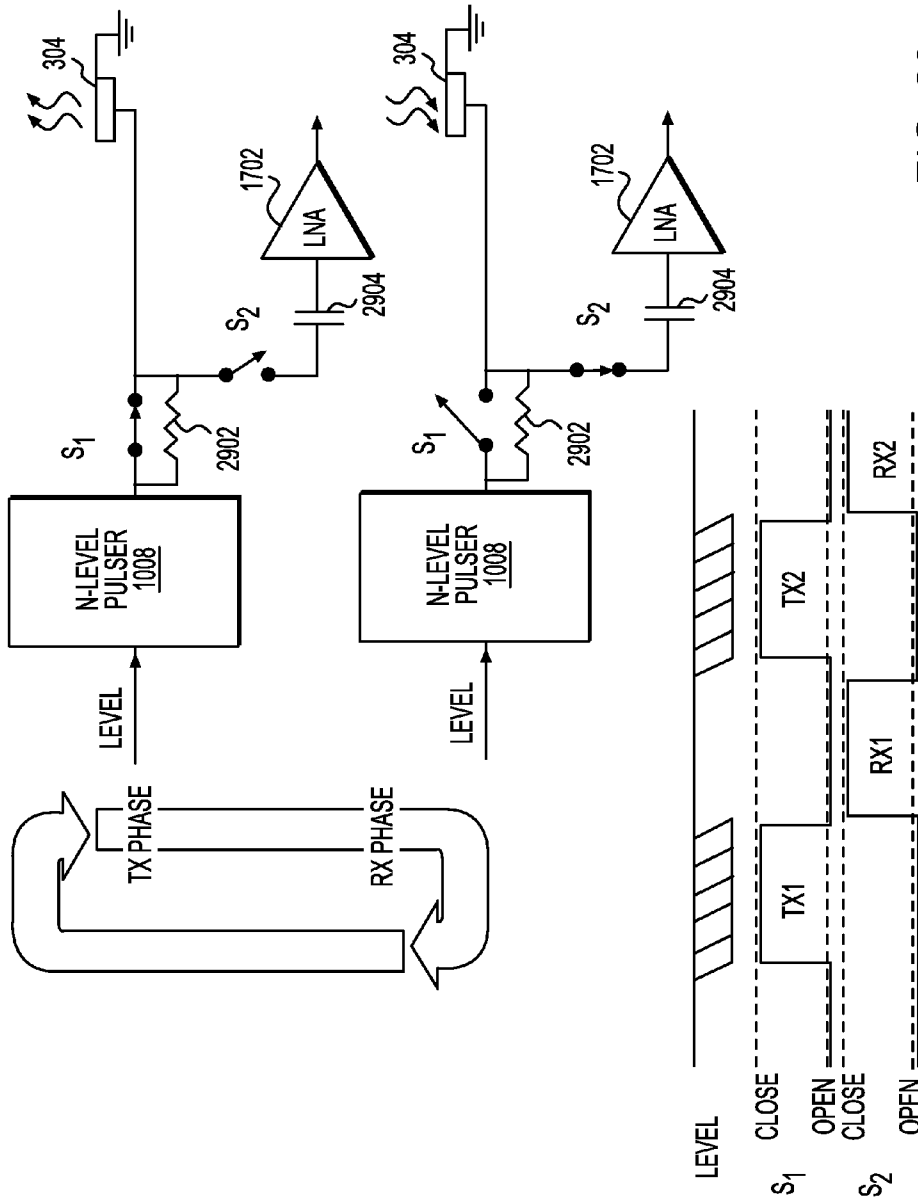 TX PHASE
LEVEL
N-LEVEL
PULSER
1008
S1
2902
S2
2904
LNA
1702
304
RX PHASE
LEVEL
N-LEVEL
PULSER
1008
S1
2902
S2
2904
LNA
1702
304
LEVEL
S1
CLOSE
OPEN
TX1
TX2
S2
CLOSE
OPEN
RX1
RX2